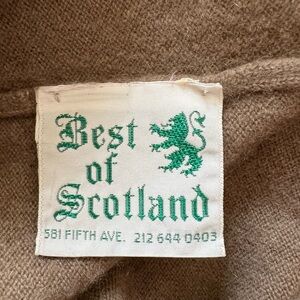 Best
of
Scotland
581 FIFTH AVE. 212 644 0403